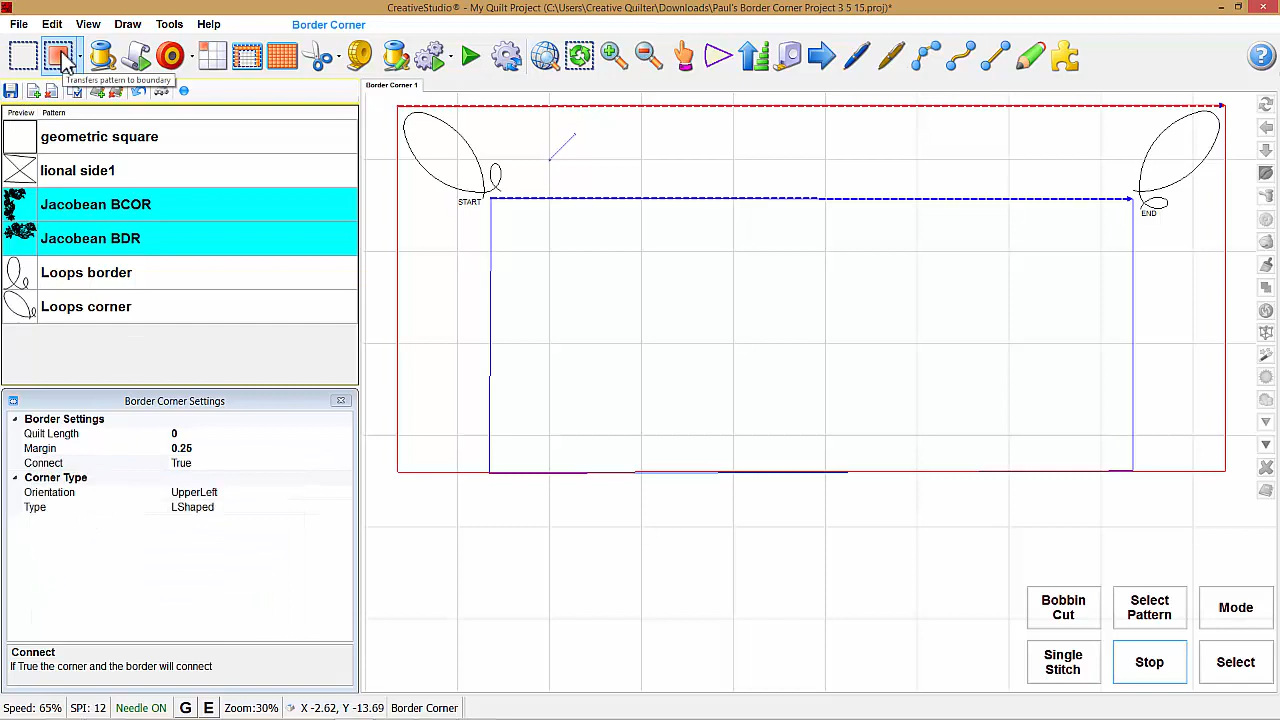 CreativeStudio® - My Quilt Project (C:\Users\Creative Quilter\Downloads\Paul's Border Corner Project 3 5 15.proj)*
File Edit View Draw Tools Help Border Corner
Transfers pattern to boundary
Border Corner 1
Preview Pattern
geometric square
lional side1
Jacobean BCOR
Jacobean BDR
Loops border
Loops corner
START
END
Border Corner Settings
Border Settings
Quilt Length 0
Margin 0.25
Connect True
Corner Type
Orientation UpperLeft
Type LShaped
Connect
If True the corner and the border will connect
Bobbin Cut
Select Pattern
Mode
Single Stitch
Stop
Select
Speed: 65% SPI: 12 Needle ON G E Zoom:30% X -2.62, Y -13.69 Border Corner